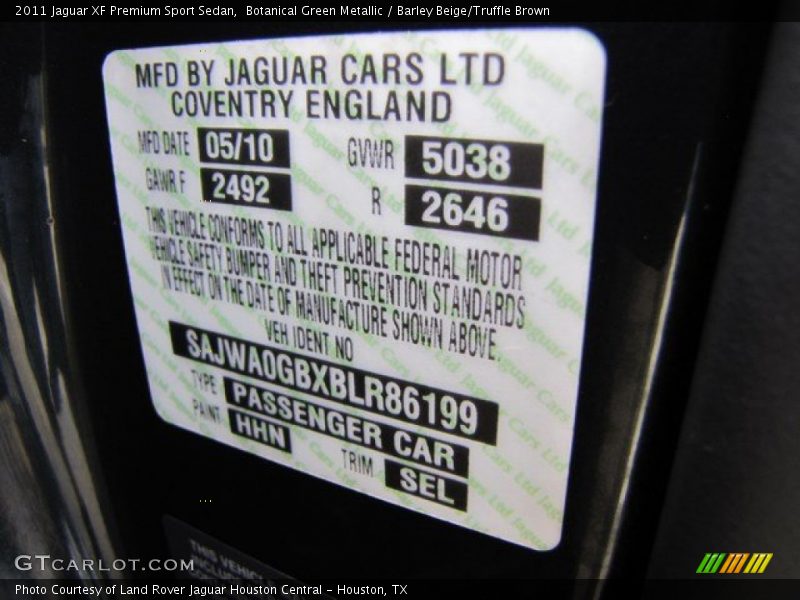 2011 Jaguar XF Premium Sport Sedan,  Botanical Green Metallic / Barley Beige/Truffle Brown
MFD BY JAGUAR CARS LTD
COVENTRY ENGLAND
MFD DATE 05/10 GVWR 5038
GAWR F 2492 R 2646
THIS VEHICLE CONFORMS TO ALL APPLICABLE FEDERAL MOTOR
VEHICLE SAFETY BUMPER AND THEFT PREVENTION STANDARDS
IN EFFECT ON THE DATE OF MANUFACTURE SHOWN ABOVE.
VEH IDENT NO
SAJWA0GBXBLR86199
TYPE PASSENGER CAR
PAINT HHN TRIM SEL
THIS VEHICLE
GTCARLOT.COM
Photo Courtesy of Land Rover Jaguar Houston Central - Houston, TX